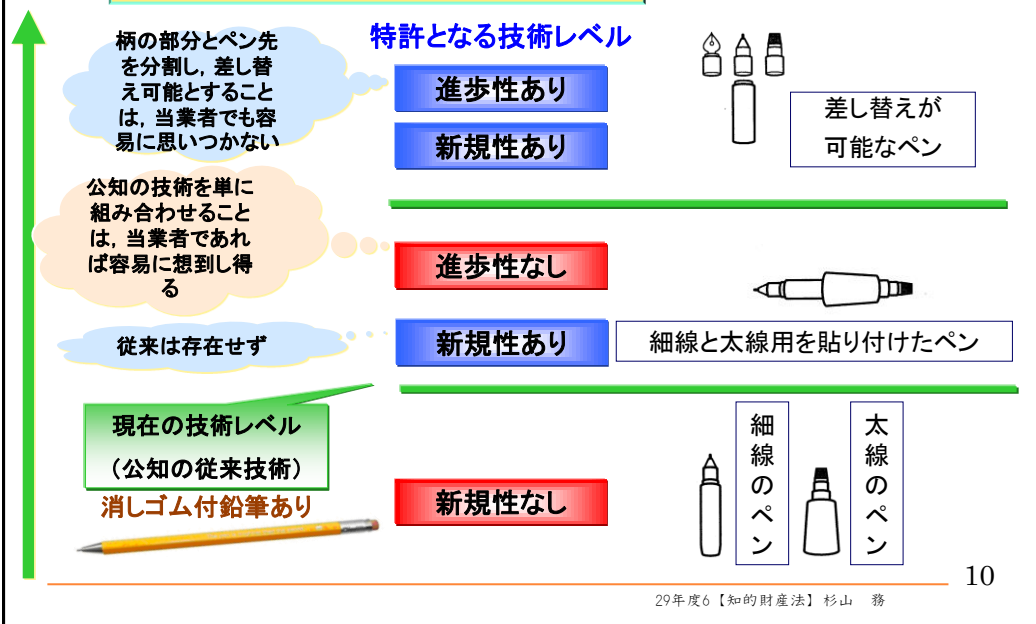 特許となる技術レベル
柄の部分とペン先
を分割し，差し替
え可能とすること
は，当業者でも容
易に思いつかない
進歩性あり
新規性あり
差し替えが
可能なペン
公知の技術を単に
組み合わせること
は，当業者であれ
ば容易に想到し得
る
進歩性なし
従来は存在せず
新規性あり
細線と太線用を貼り付けたペン
現在の技術レベル
（公知の従来技術）
消しゴム付鉛筆あり
新規性なし
細線のペン
太線のペン
10
29年度6【知的財産法】杉山　務